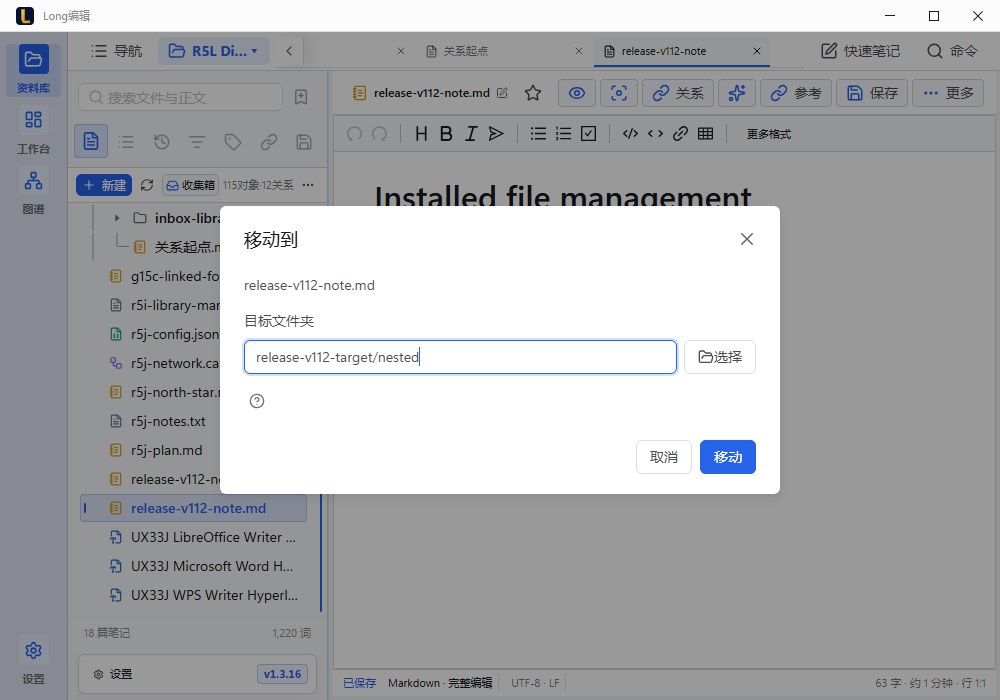 Long编辑
导航
R5L Di...
关系起点
release-v112-note
快速笔记
命令
资料库
工作台
图谱
设置
搜索文件与正文
新建
收集箱
115对象·12关系
inbox-libra
关系起点.m
g15c-linked-fo
r5i-library-mar
r5j-config.json
r5j-network.ca
r5j-north-star.r
r5j-notes.txt
r5j-plan.md
release-v112-n
release-v112-note.md
UX33J LibreOffice Writer ...
UX33J Microsoft Word H...
UX33J WPS Writer Hyperl...
18 篇笔记
1,220 词
设置
v1.3.16
release-v112-note.md
关系
参考
保存
更多
H B I
更多格式
Installed file management
移动到
release-v112-note.md
目标文件夹
release-v112-target/nested
选择
取消
移动
已保存
Markdown · 完整编辑
UTF-8 · LF
63 字 · 约 1 分钟 · 行 1:1